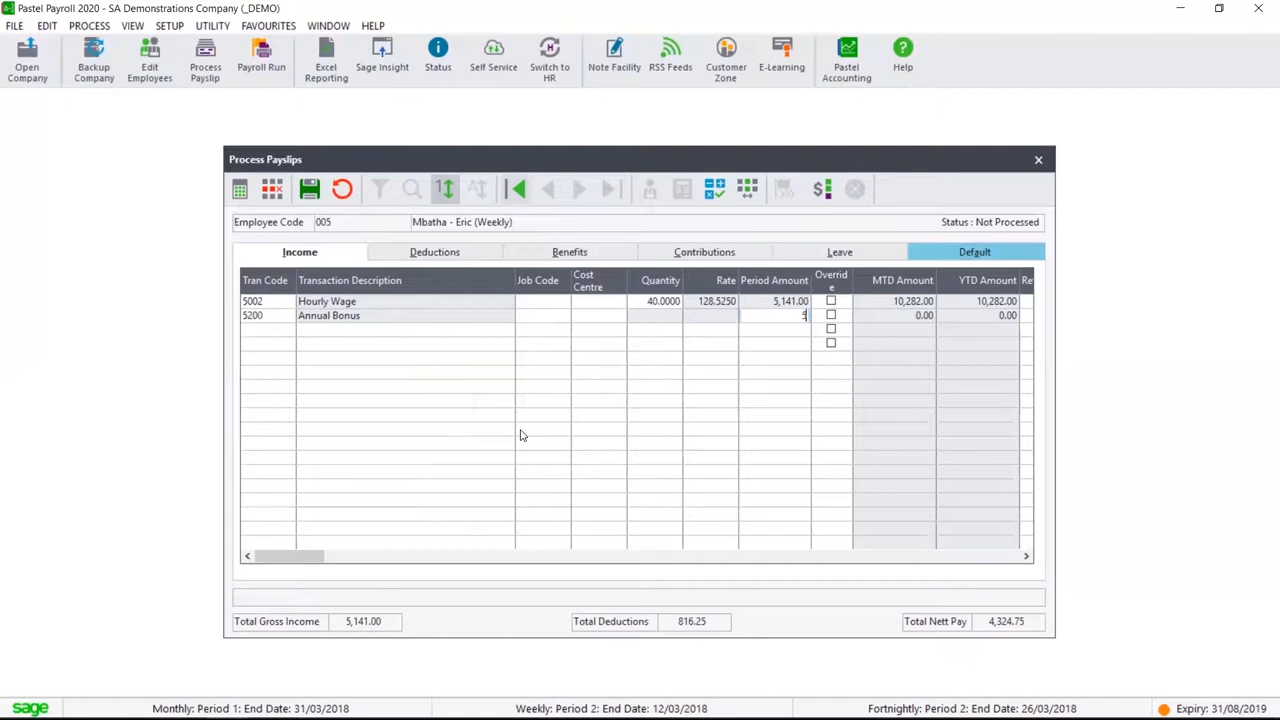 Pastel Payroll 2020 - SA Demonstrations Company (_DEMO)
FILE EDIT PROCESS VIEW SETUP UTILITY FAVOURITES WINDOW HELP
Open Company
Backup Company
Edit Employees
Process Payslip
Payroll Run
Excel Reporting
Sage Insight
Status
Self Service
Switch to HR
Note Facility
RSS Feeds
Customer Zone
E-Learning
Pastel Accounting
Help
Process Payslips
Employee Code 005 Mbatha - Eric (Weekly) Status : Not Processed
Income Deductions Benefits Contributions Leave Default
Tran Code Transaction Description Job Code Cost Centre Quantity Rate Period Amount Overrid e MTD Amount YTD Amount Re
5002 Hourly Wage 40.0000 128.5250 5,141.00 10,282.00 10,282.00
5200 Annual Bonus 5 0.00 0.00
Total Gross Income 5,141.00 Total Deductions 816.25 Total Nett Pay 4,324.75
sage Monthly: Period 1: End Date: 31/03/2018 Weekly: Period 2: End Date: 12/03/2018 Fortnightly: Period 2: End Date: 26/03/2018 Expiry: 31/08/2019